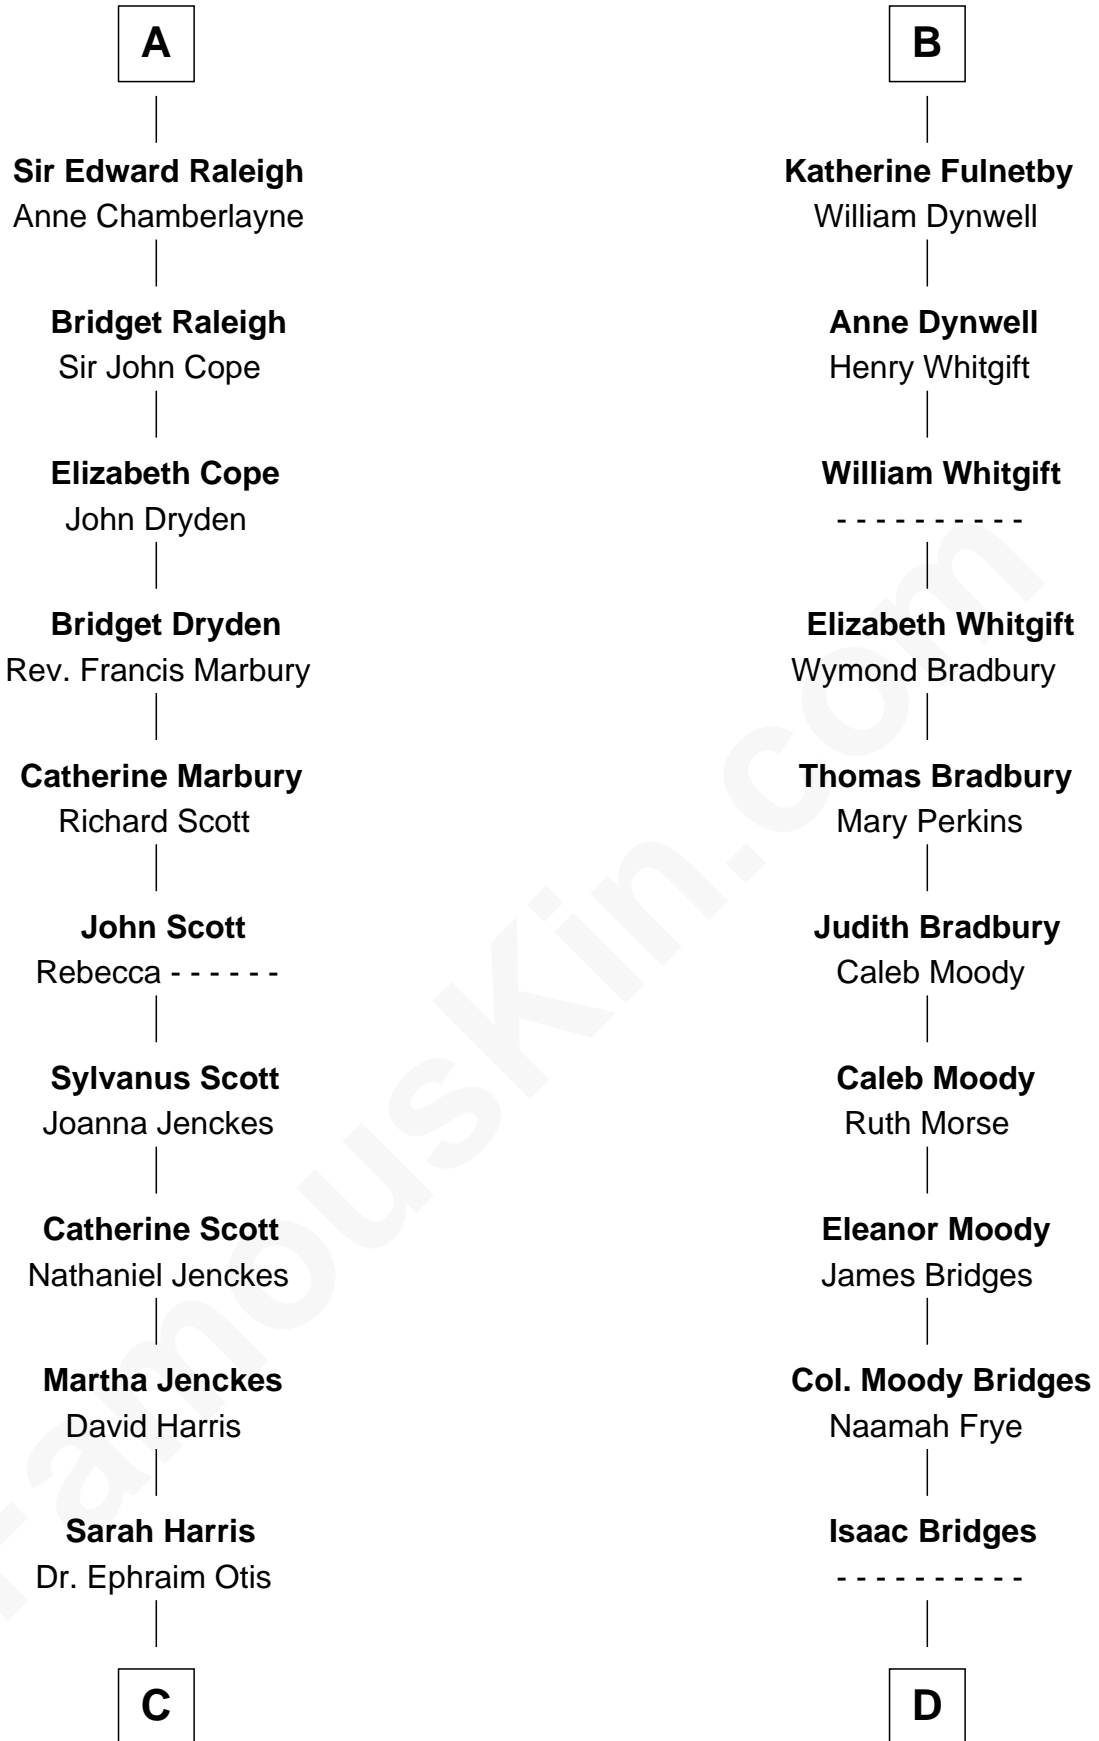 A
Sir Edward Raleigh
Anne Chamberlayne
Bridget Raleigh
Sir John Cope
Elizabeth Cope
John Dryden
Bridget Dryden
Rev. Francis Marbury
Catherine Marbury
Richard Scott
John Scott
Rebecca - - - - - -
Sylvanus Scott
Joanna Jenckes
Catherine Scott
Nathaniel Jenckes
Martha Jenckes
David Harris
Sarah Harris
Dr. Ephraim Otis
C
B
Katherine Fulnetby
William Dynwell
Anne Dynwell
Henry Whitgift
William Whitgift
- - - - - - - - - -
Elizabeth Whitgift
Wymond Bradbury
Thomas Bradbury
Mary Perkins
Judith Bradbury
Caleb Moody
Caleb Moody
Ruth Morse
Eleanor Moody
James Bridges
Col. Moody Bridges
Naamah Frye
Isaac Bridges
- - - - - - - - - -
D
FamousKin.com